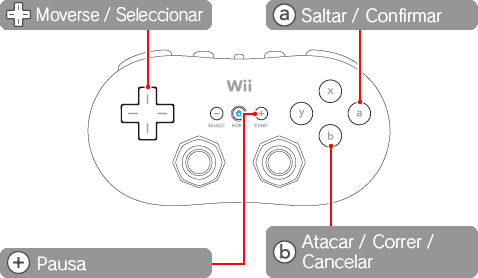 Moverse / Seleccionar
a Saltar / Confirmar
Wii
x
y
a
b
SELECT HOME START
+ Pausa
b Atacar / Correr /
Cancelar